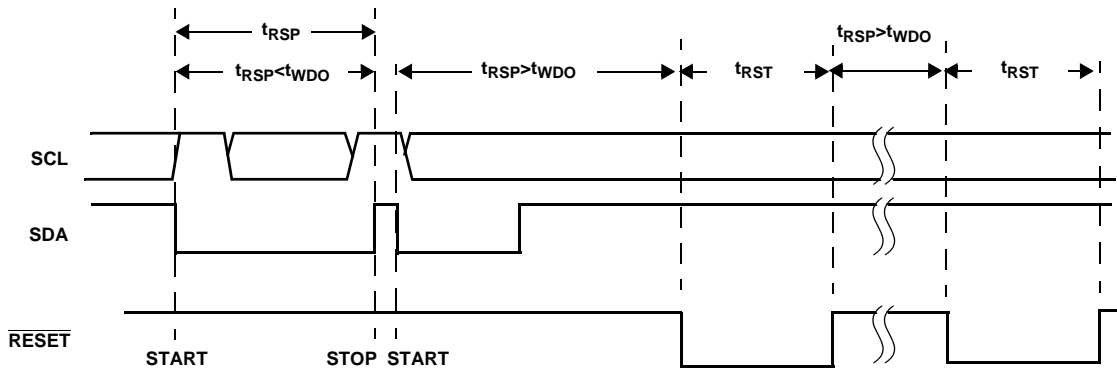 tRSP
tRSP<tWDO
tRSP>tWDO
tRST
tRSP>tWDO
tRST
SCL
SDA
RESET
START
STOP
START